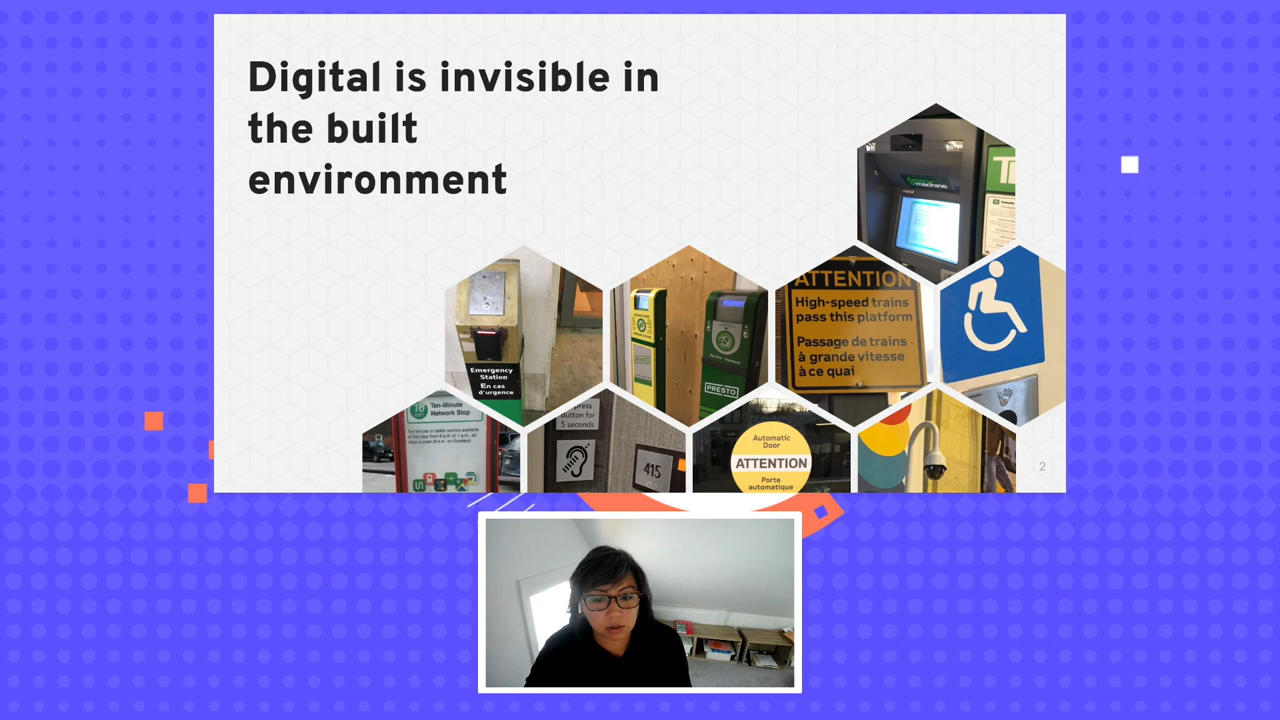 Digital is invisible in
the built
environment
ATTENTION
High-speed trains
pass this platform
Passage de trains
à grande vitesse
à ce quai
Emergency
Station
En cas
d'urgence
PRESTO
Ten-Minute
Network Stop
press
button for
5 seconds
415
Automatic
Door
ATTENTION
Porte
automatique
2